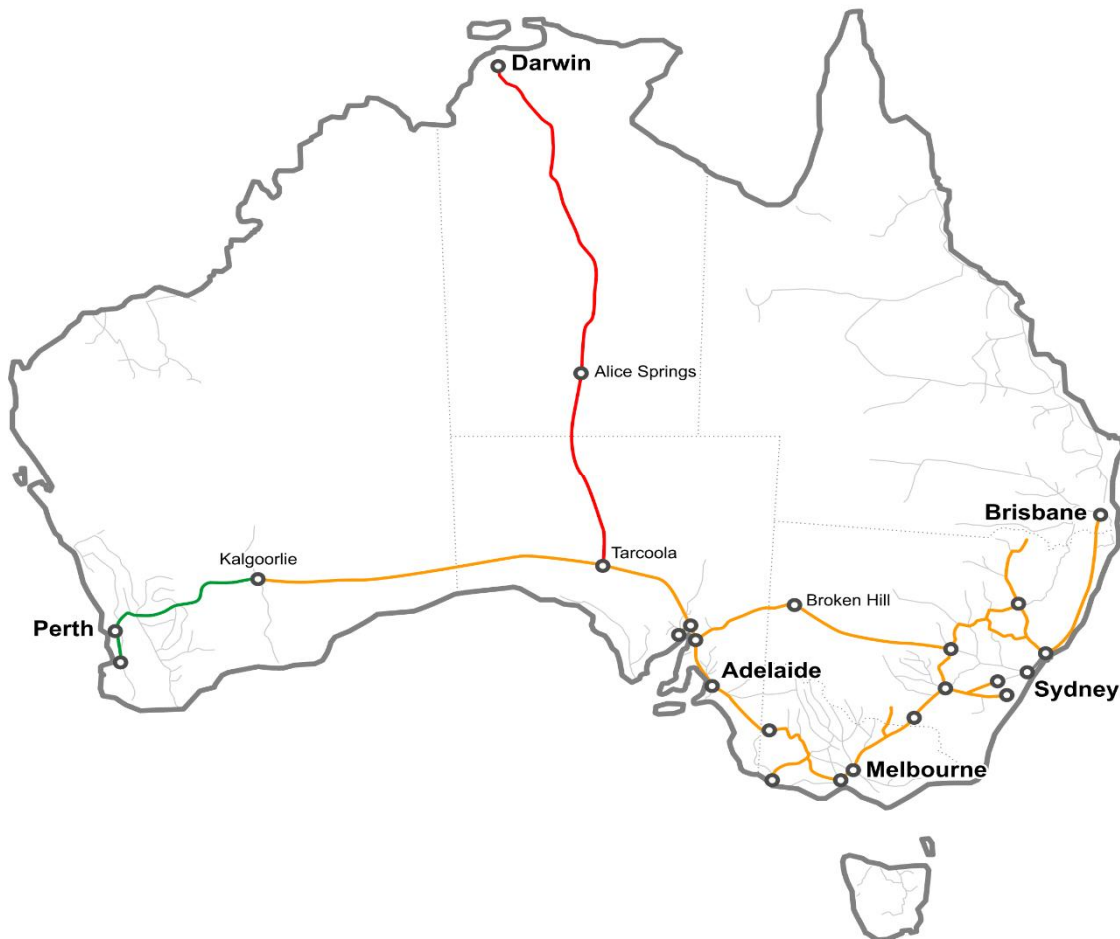 Darwin
Alice Springs
Brisbane
Tarcoola
Kalgoorlie
Broken Hill
Perth
Adelaide
Sydney
Melbourne